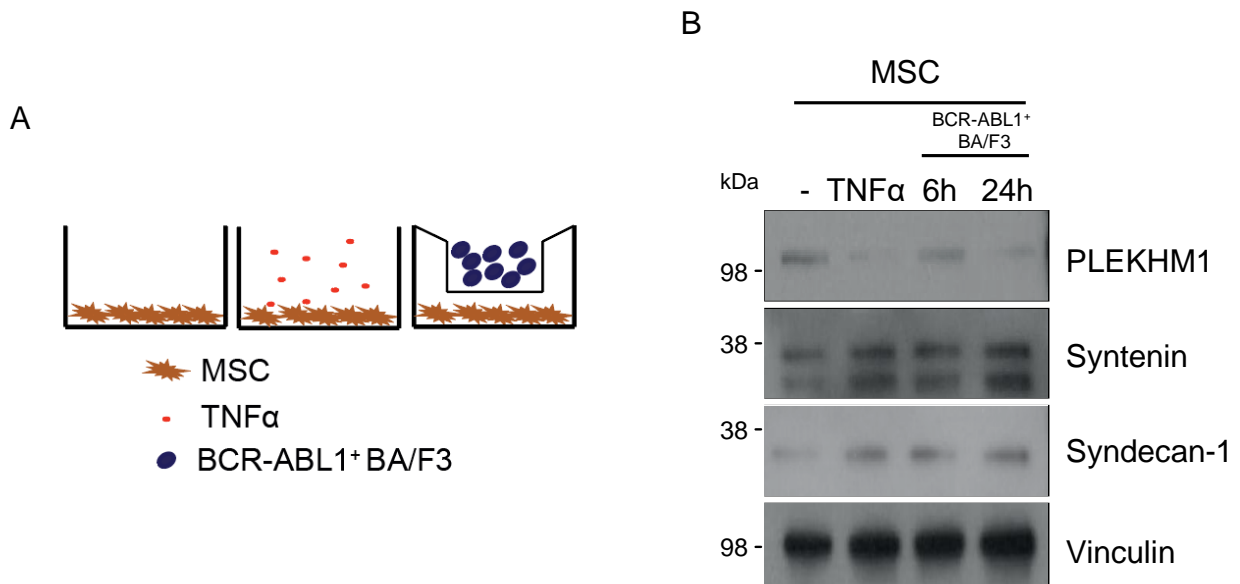 A
MSC
TNFα
BCR-ABL1⁺ BA/F3
B
MSC
BCR-ABL1⁺
BA/F3
kDa
- TNFα 6h 24h
98 - PLEKHM1
38 - Syntenin
38 - Syndecan-1
98 - Vinculin